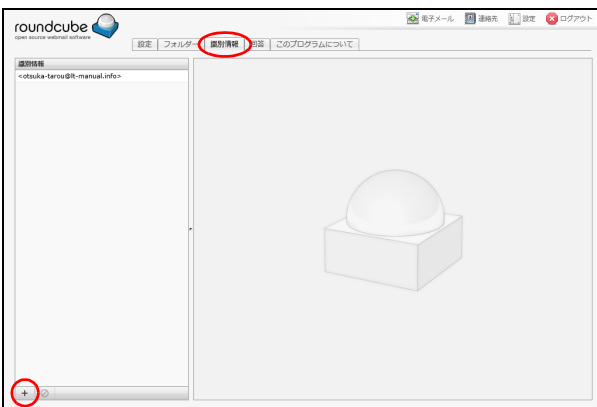 roundcube
open source webmail software
電子メール 連絡先 設定 ログアウト
設定 フォルダー 識別情報 回答 このプログラムについて
識別情報
<otsuka-tarou@lt-manual.info>